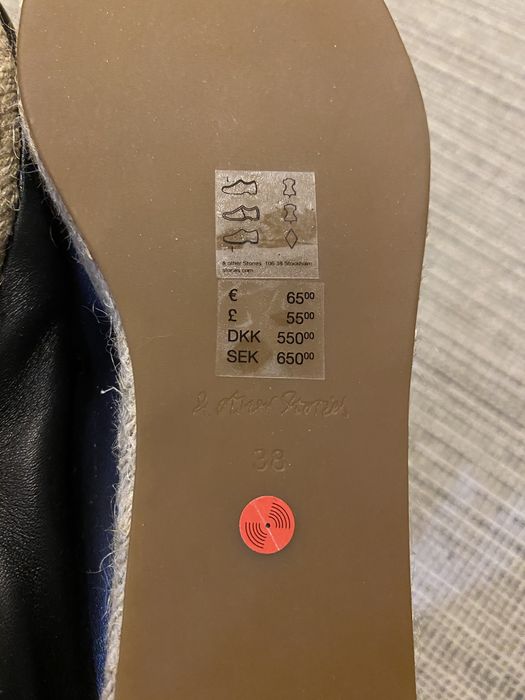 & other Stories 106 38 Stockholm
stories.com
€ 65⁰⁰
£ 55⁰⁰
DKK 550⁰⁰
SEK 650⁰⁰
& other Stories
38